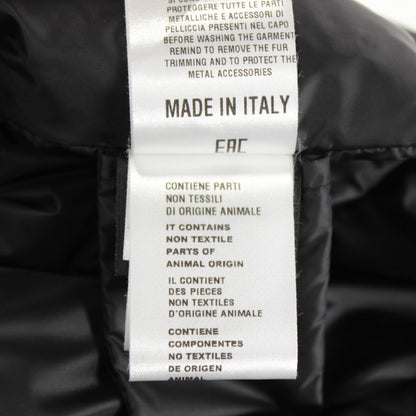 PROTEGGERE TUTTE LE PARTI
METALLICHE E ACCESSORI DI
PELLICCIA PRESENTI NEL CAPO
BEFORE WASHING THE GARMENT
REMIND TO REMOVE THE FUR
TRIMMING AND TO PROTECT THE
METAL ACCESSORIES
MADE IN ITALY
EAC
CONTIENE PARTI
NON TESSILI
DI ORIGINE ANIMALE
IT CONTAINS
NON TEXTILE
PARTS OF
ANIMAL ORIGIN
IL CONTIENT
DES PIECES
NON TEXTILES
D'ORIGINE ANIMALE
CONTIENE
COMPONENTES
NO TEXTILES
DE ORIGEN
ANIMAL